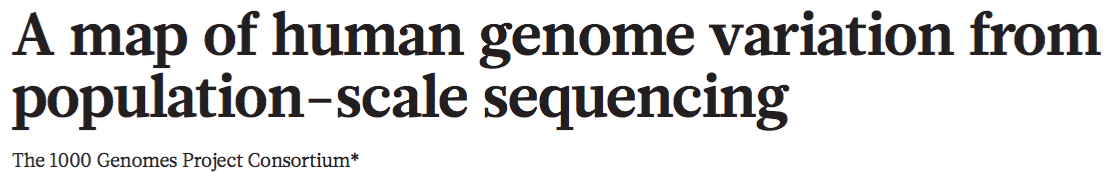 A map of human genome variation from
population-scale sequencing
The 1000 Genomes Project Consortium*